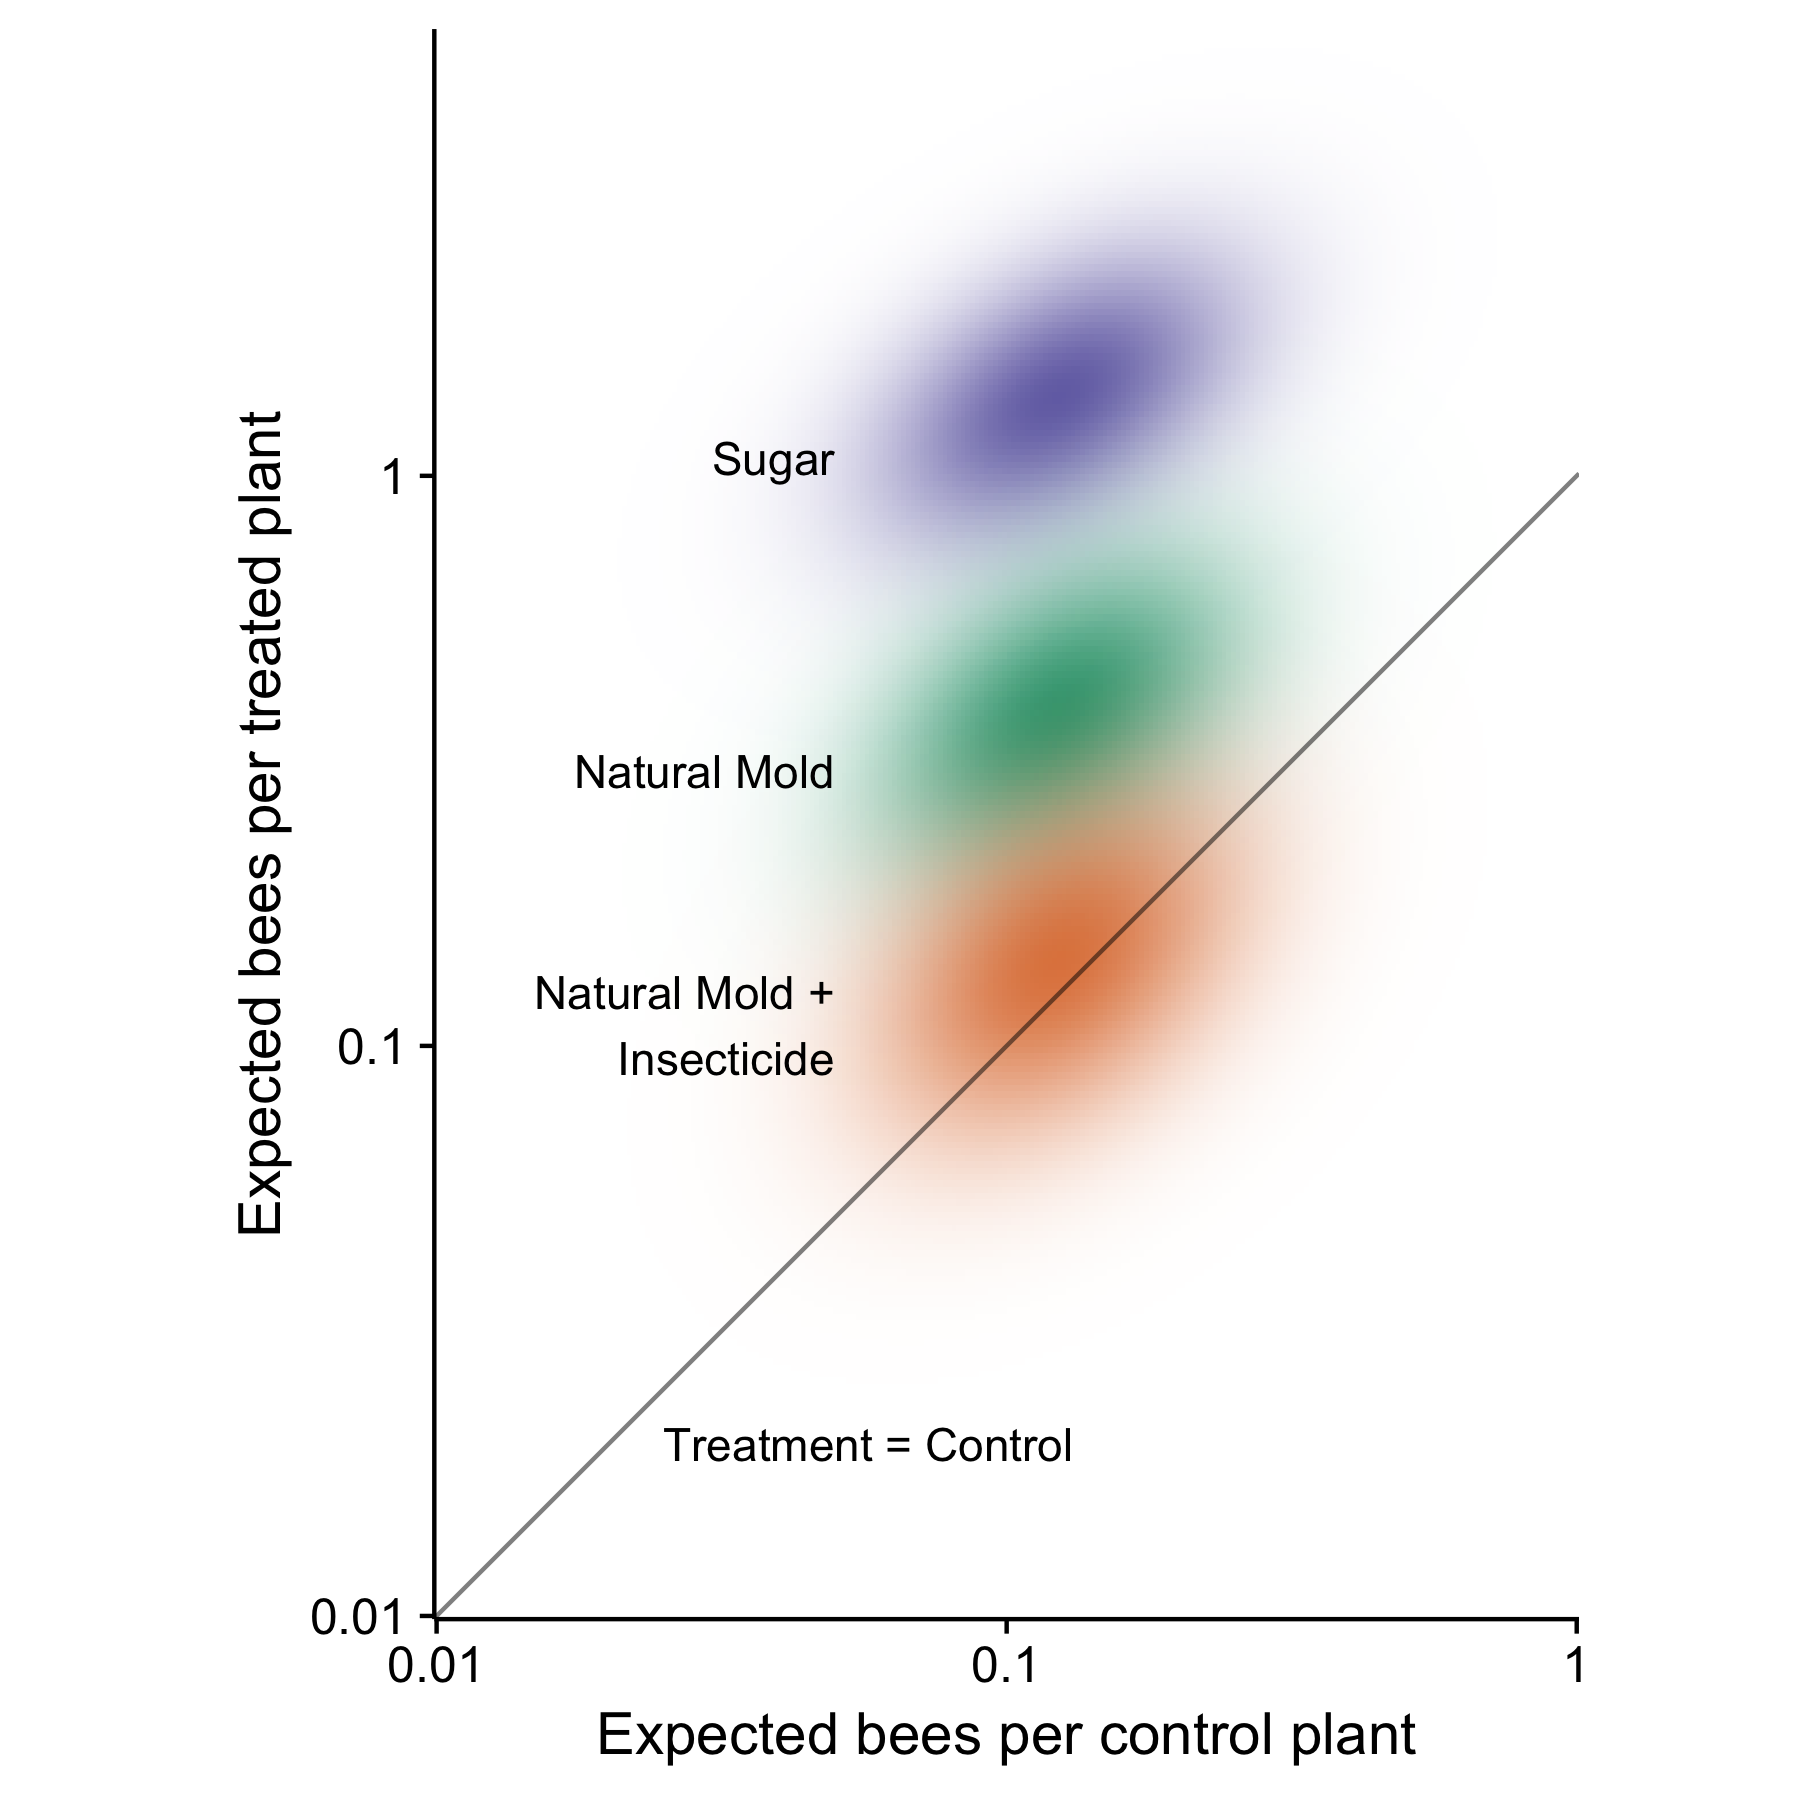 Expected bees per treated plant
1
0.1
0.01
Sugar
Natural Mold
Natural Mold +
Insecticide
Treatment = Control
0.01
0.1
1
Expected bees per control plant